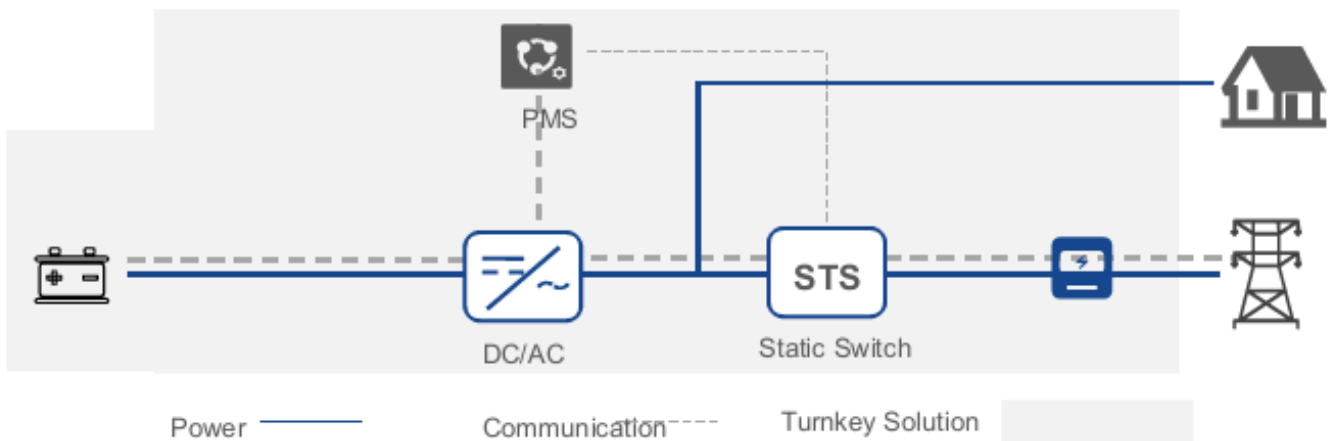 PMS
STS
DC/AC
Static Switch
Power
Communication
Turnkey Solution